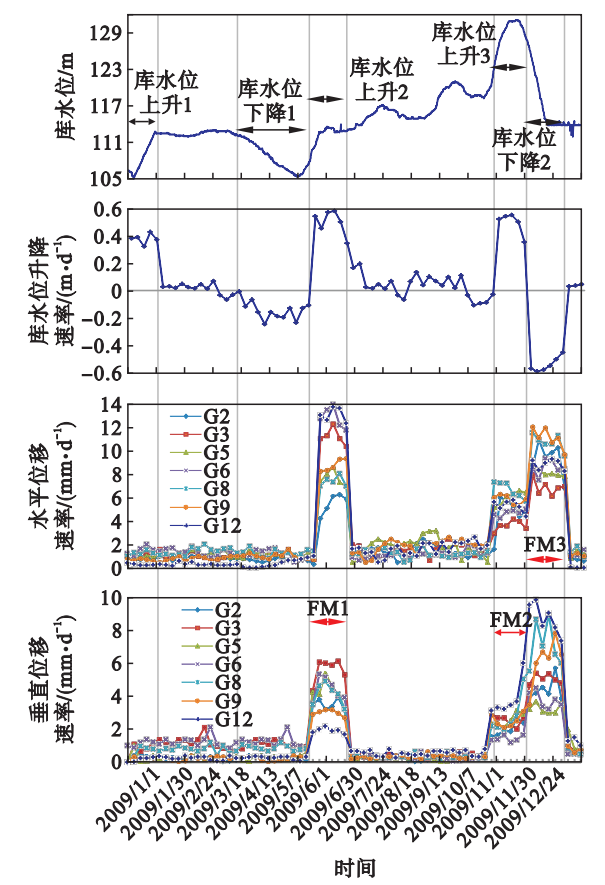 库水位/m
129
123
117
111
105
库水位
上升1
库水位
下降1
库水位
上升2
库水位
上升3
库水位
下降2
库水位升降
速率/(m·d⁻¹)
0.6
0.4
0.2
0
−0.2
−0.4
−0.6
水平位移
速率/(mm·d⁻¹)
14
12
10
8
6
4
2
0
G2
G3
G5
G6
G8
G9
G12
FM3
垂直位移
速率/(mm·d⁻¹)
10
8
6
4
2
0
G2
G3
G5
G6
G8
G9
G12
FM1
FM2
2009/1/1
2009/1/30
2009/2/24
2009/3/18
2009/4/13
2009/5/7
2009/6/1
2009/6/30
2009/7/24
2009/8/18
2009/9/13
2009/10/7
2009/11/1
2009/11/30
2009/12/24
时间